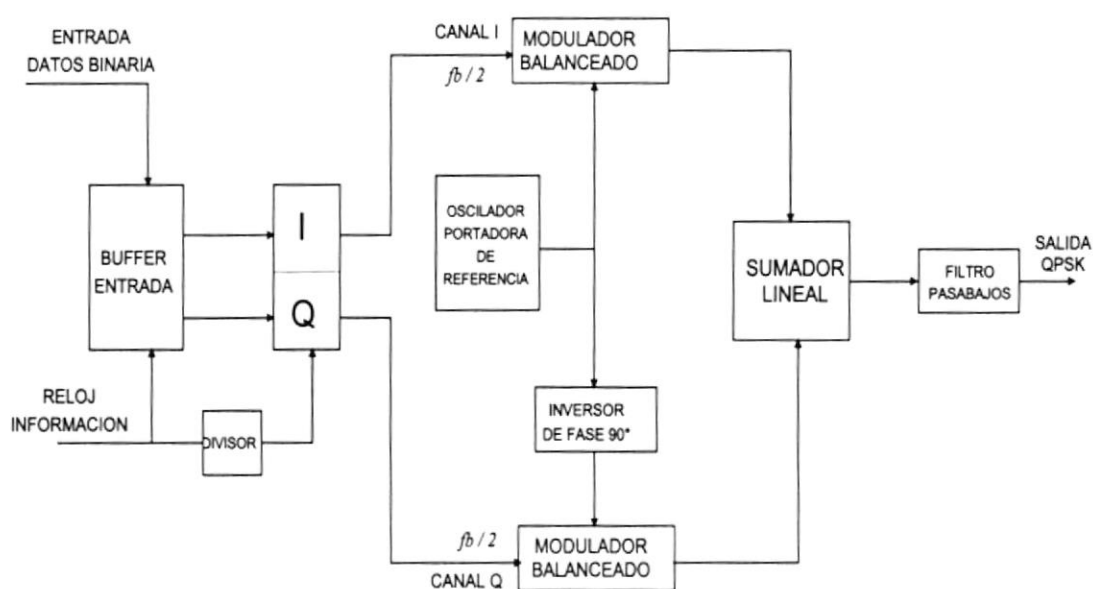 ENTRADA
DATOS BINARIA
CANAL I
fb / 2
MODULADOR
BALANCEADO
BUFFER
ENTRADA
I
Q
OSCILADOR
PORTADORA
DE
REFERENCIA
SUMADOR
LINEAL
FILTRO
PASABAJOS
SALIDA
QPSK
RELOJ
INFORMACION
DIVISOR
INVERSOR
DE FASE 90°
fb / 2
CANAL Q
MODULADOR
BALANCEADO